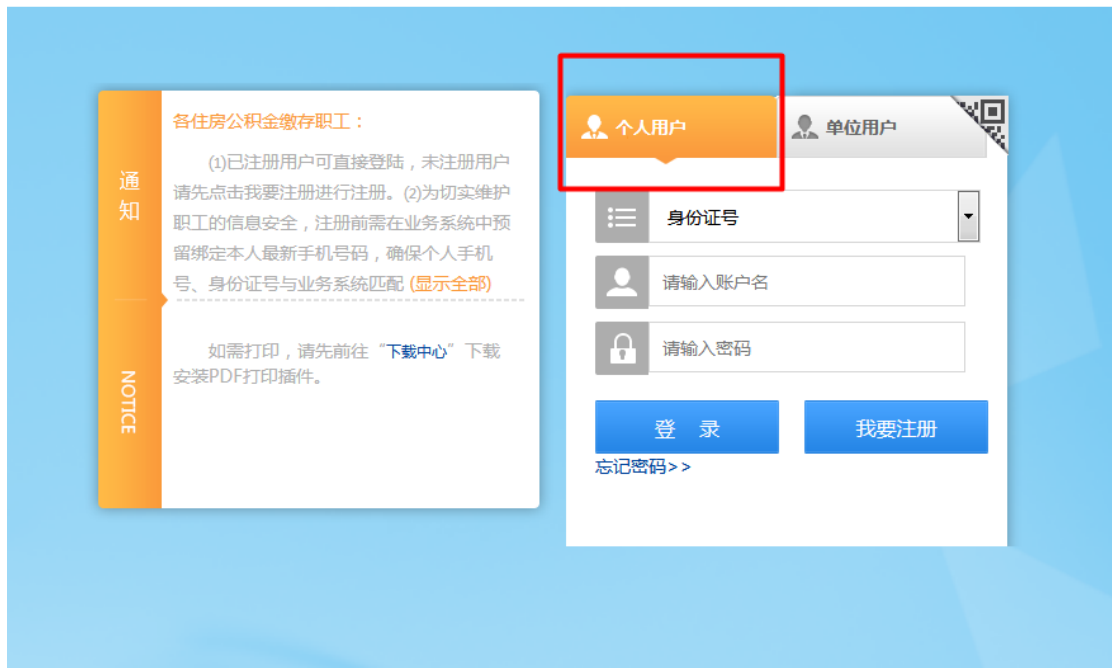 通知
NOTICE
各住房公积金缴存职工：
(1)已注册用户可直接登陆，未注册用户
请先点击我要注册进行注册。(2)为切实维护
职工的信息安全，注册前需在业务系统中预
留绑定本人最新手机号码，确保个人手机
号、身份证号与业务系统匹配 (显示全部)
如需打印，请先前往“下载中心”下载
安装PDF打印插件。
个人用户
单位用户
身份证号
请输入账户名
请输入密码
登 录
我要注册
忘记密码>>